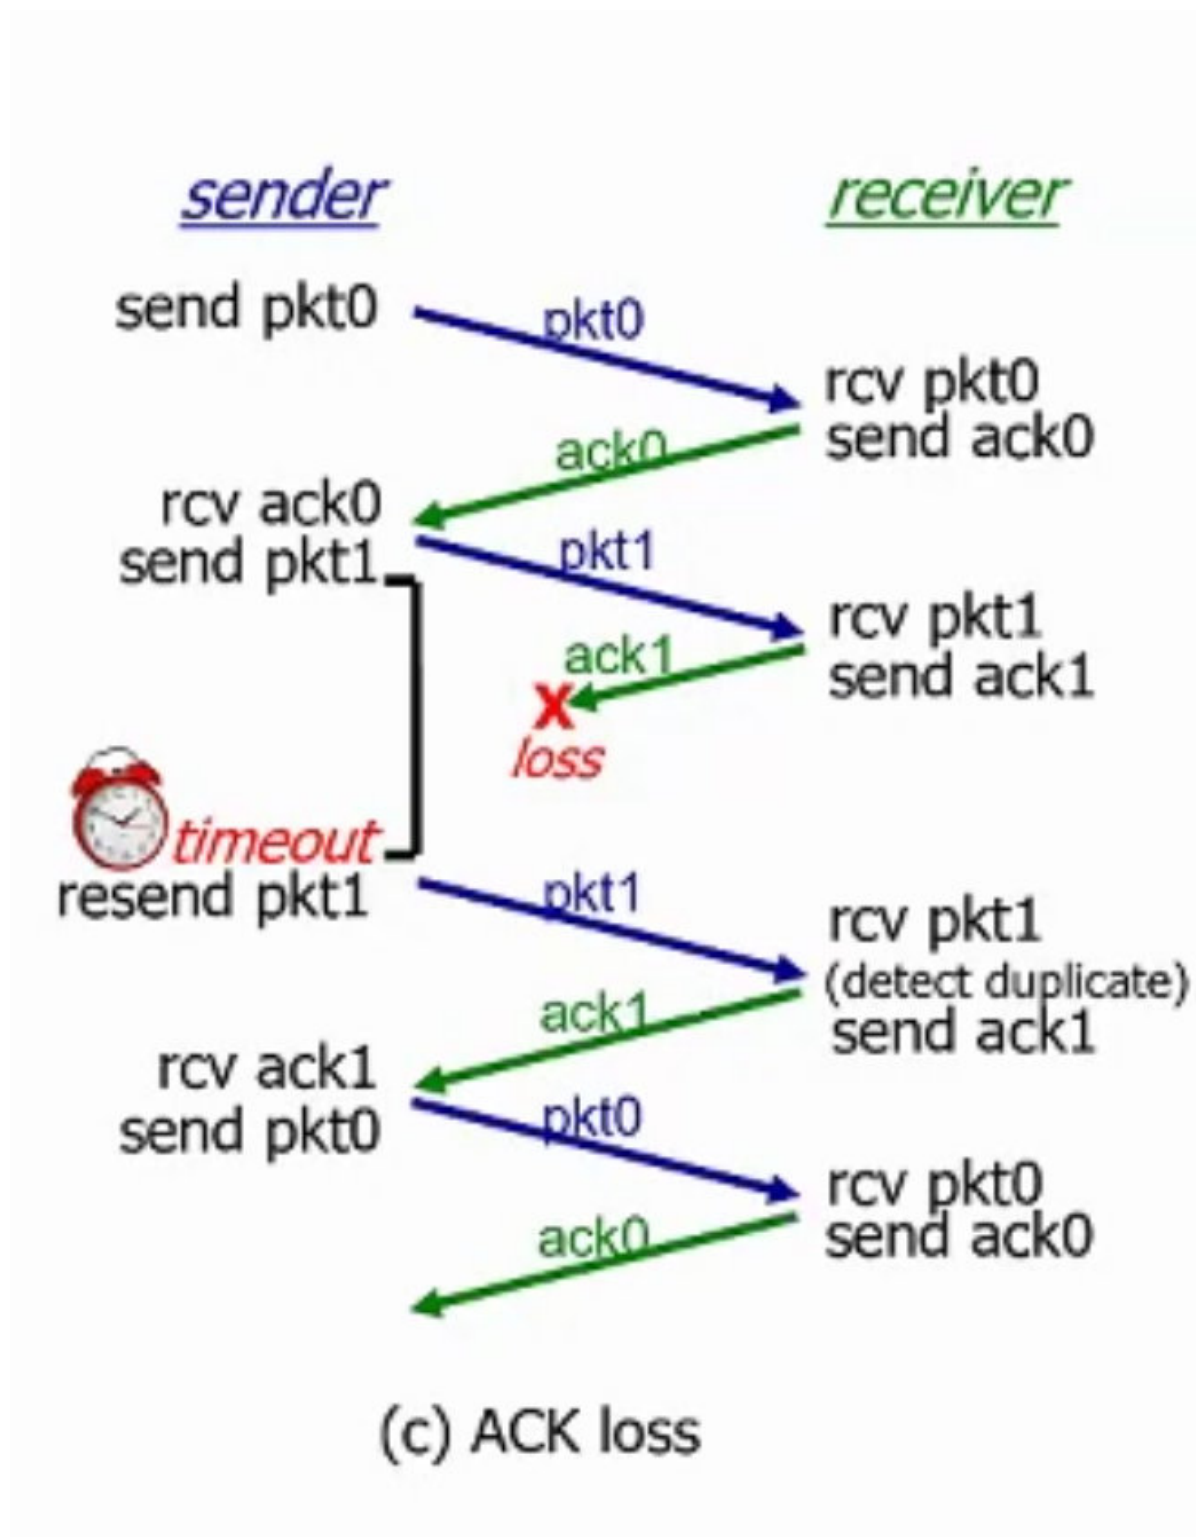 sender
receiver
send pkt0
pkt0
rcv pkt0
send ack0
ack0
rcv ack0
send pkt1
pkt1
rcv pkt1
send ack1
ack1
X
loss
timeout
resend pkt1
pkt1
rcv pkt1
(detect duplicate)
send ack1
ack1
rcv ack1
send pkt0
pkt0
rcv pkt0
send ack0
ack0
(c) ACK loss